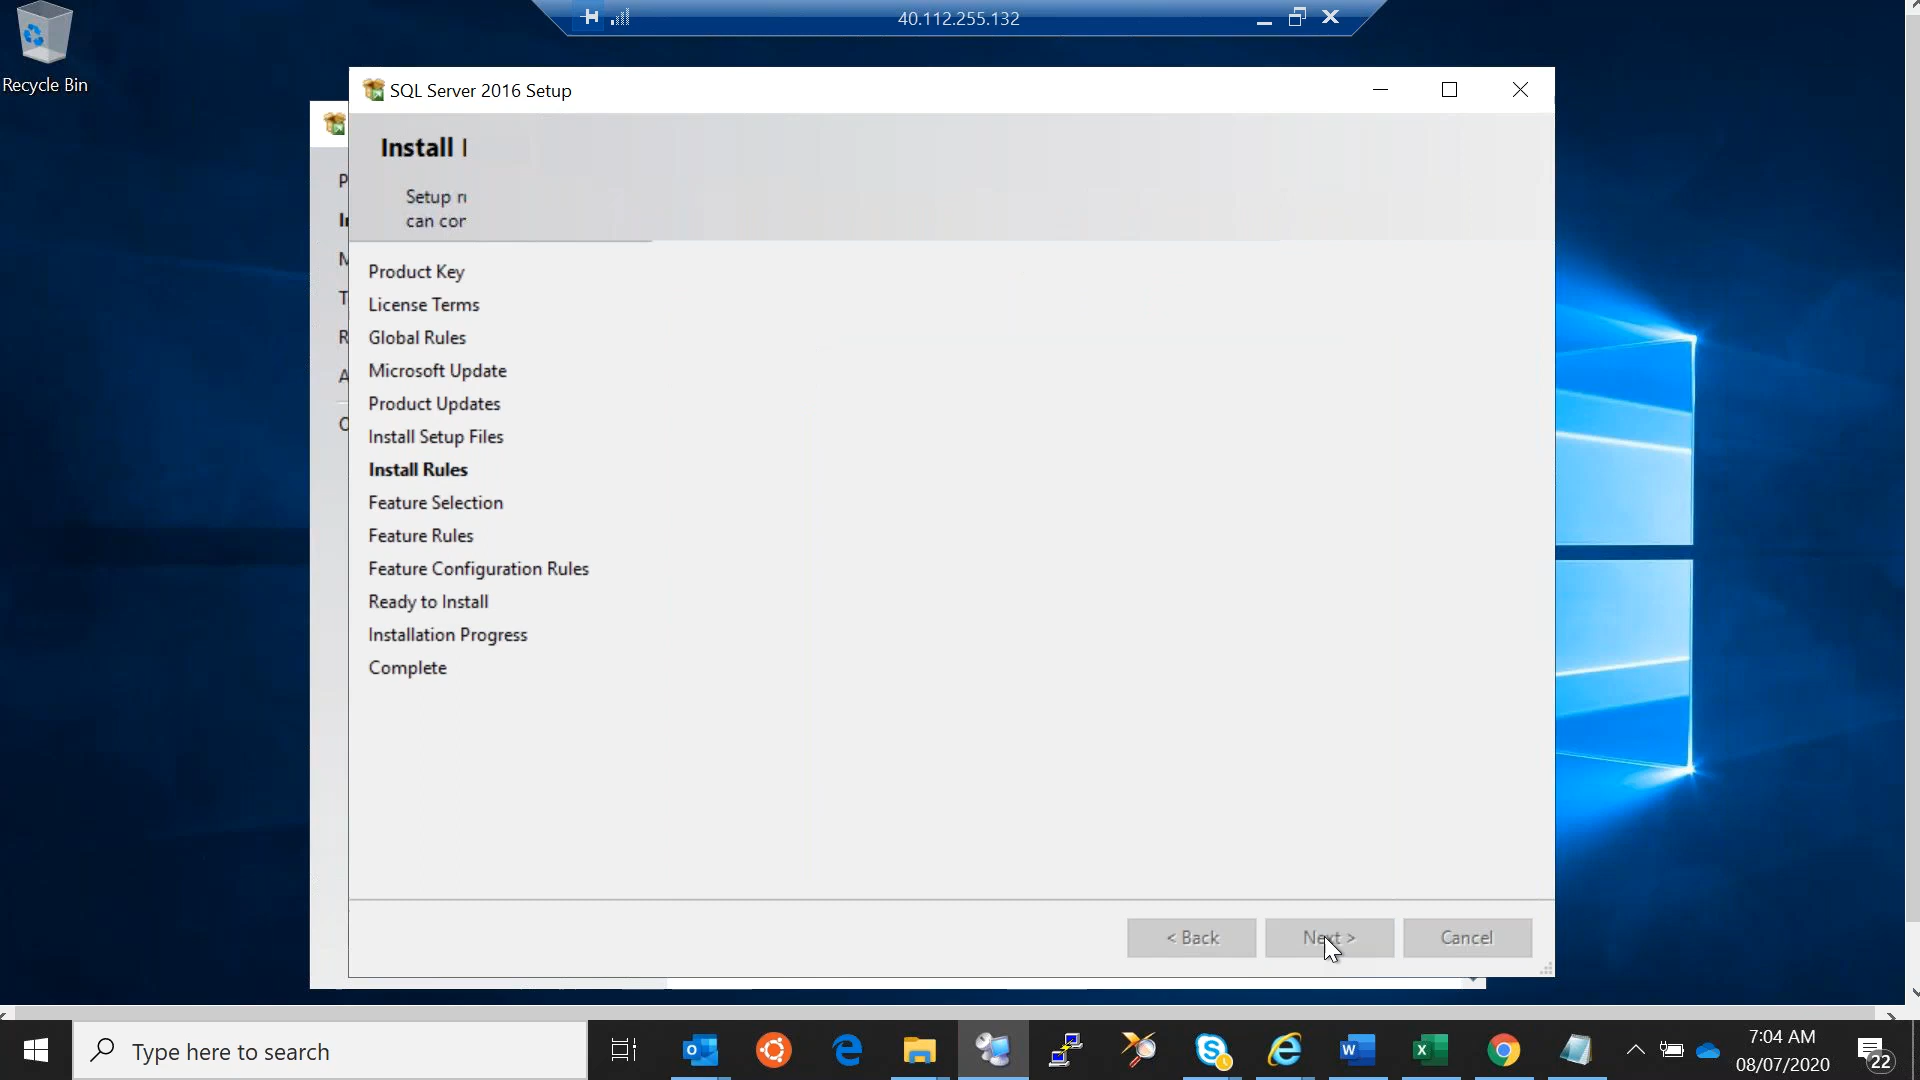 40.112.255.132
Recycle Bin
SQL Server 2016 Setup
Install
Setup
can
Product Key
License Terms
Global Rules
Microsoft Update
Product Updates
Install Setup Files
Install Rules
Feature Selection
Feature Rules
Feature Configuration Rules
Ready to Install
Installation Progress
Complete
< Back
Next >
Cancel
Type here to search
7:04 AM
08/07/2020
22